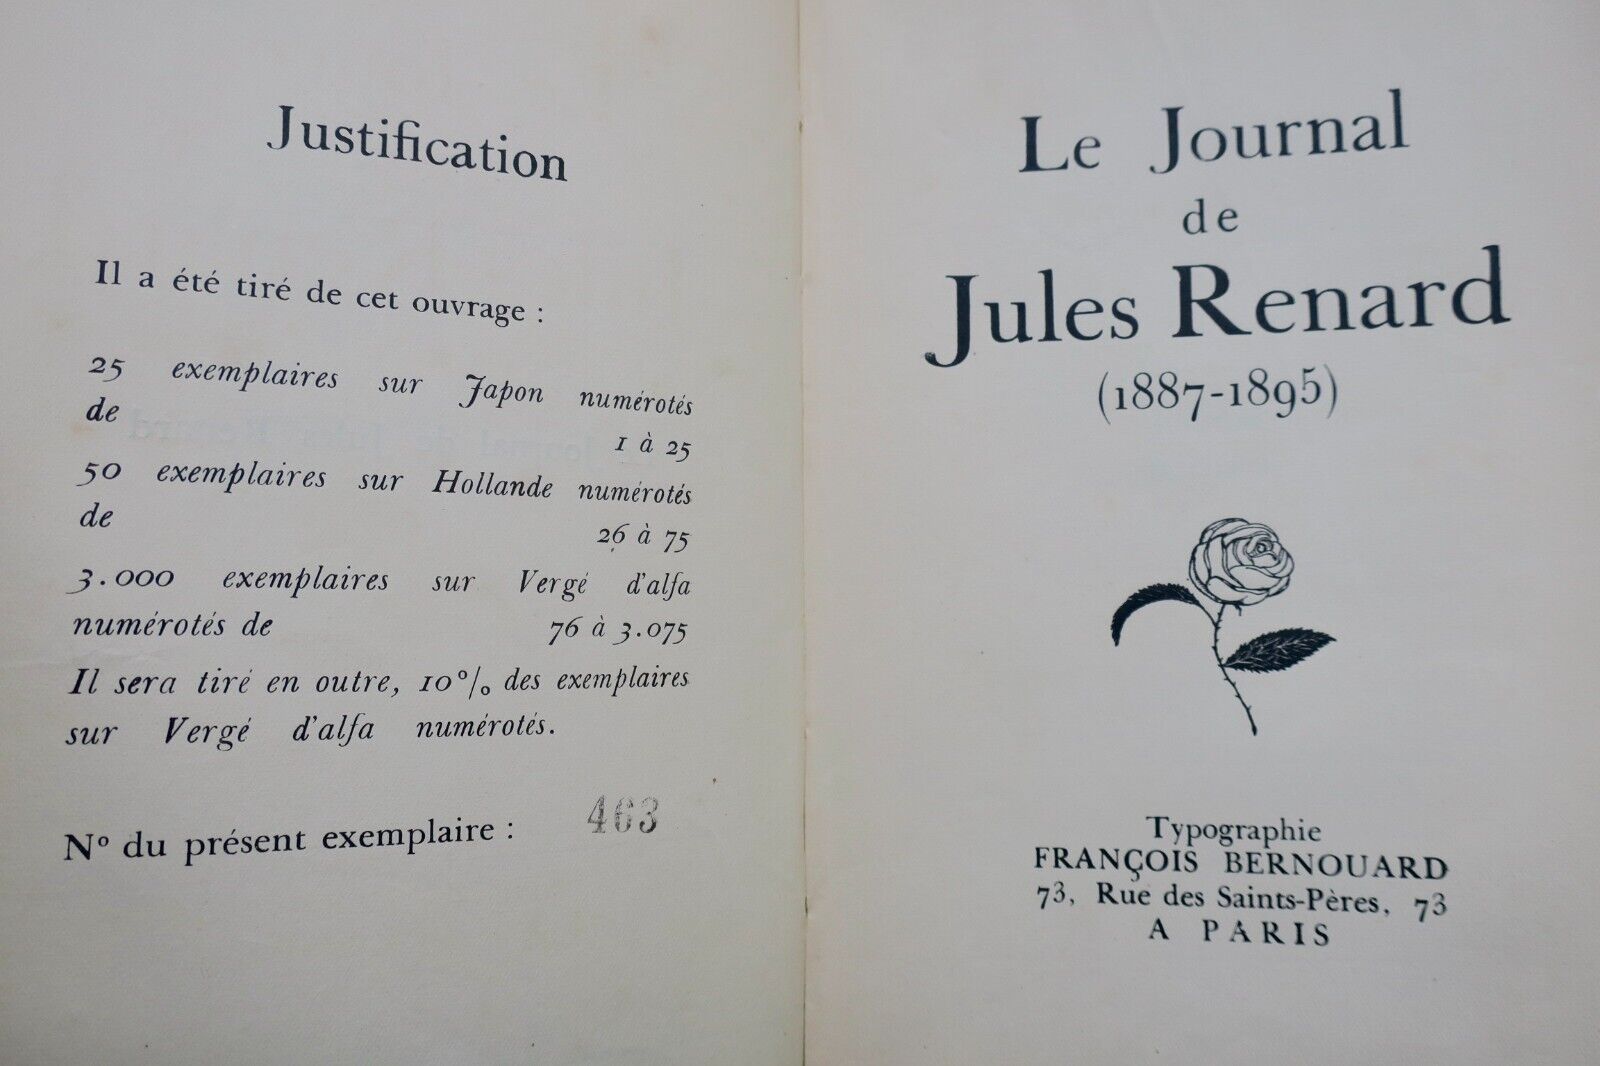 Justification
Il a été tiré de cet ouvrage :
25 exemplaires sur Japon numérotés
de 1 à 25
50 exemplaires sur Hollande numérotés
de 26 à 75
3.000 exemplaires sur Vergé d'alfa
numérotés de 76 à 3.075
Il sera tiré en outre, 10% des exemplaires
sur Vergé d'alfa numérotés.
Nº du présent exemplaire : 463
Le Journal
de
Jules Renard
(1887-1895)
Typographie
FRANÇOIS BERNOUARD
73, Rue des Saints-Pères, 73
A PARIS